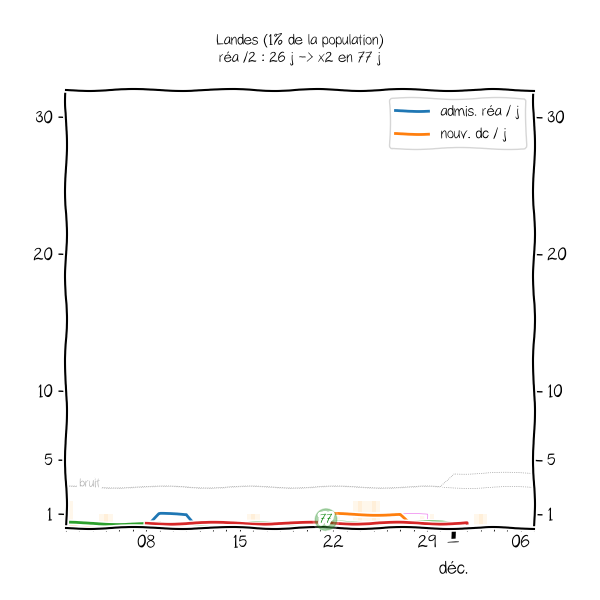 Landes (1% de la population)
réa /2 : 26 j -> x2 en 77 j
admis. réa / j
nouv. dc / j
30
30
20
20
10
10
5
5
bruit
1
1
77
08
15
22
29
06
déc.